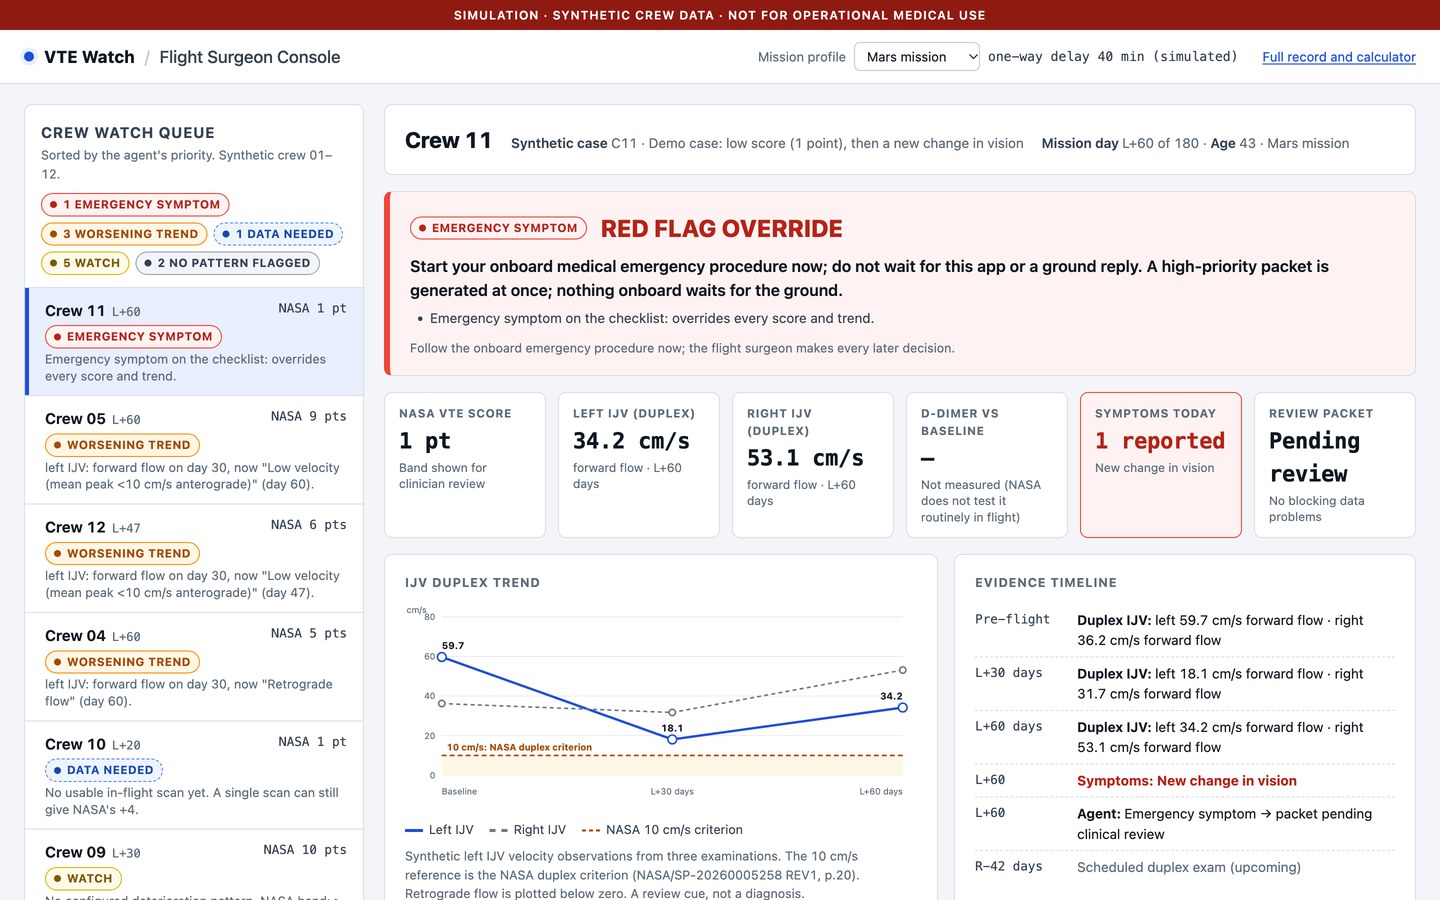 SIMULATION · SYNTHETIC CREW DATA · NOT FOR OPERATIONAL MEDICAL USE
VTE Watch / Flight Surgeon Console
Mission profile Mars mission one-way delay 40 min (simulated) Full record and calculator
CREW WATCH QUEUE
Sorted by the agent's priority. Synthetic crew 01–
12.
1 EMERGENCY SYMPTOM
3 WORSENING TREND 1 DATA NEEDED
5 WATCH 2 NO PATTERN FLAGGED
Crew 11 L+60 NASA 1 pt
EMERGENCY SYMPTOM
Emergency symptom on the checklist: overrides
every score and trend.
Crew 05 L+60 NASA 9 pts
WORSENING TREND
left IJV: forward flow on day 30, now "Low velocity
(mean peak <10 cm/s anterograde)" (day 60).
Crew 12 L+47 NASA 6 pts
WORSENING TREND
left IJV: forward flow on day 30, now "Low velocity
(mean peak <10 cm/s anterograde)" (day 47).
Crew 04 L+60 NASA 5 pts
WORSENING TREND
left IJV: forward flow on day 30, now "Retrograde
flow" (day 60).
Crew 10 L+20 NASA 1 pt
DATA NEEDED
No usable in-flight scan yet. A single scan can still
give NASA's +4.
Crew 09 L+30 NASA 10 pts
WATCH
Crew 11 Synthetic case C11 · Demo case: low score (1 point), then a new change in vision Mission day L+60 of 180 · Age 43 · Mars mission
EMERGENCY SYMPTOM RED FLAG OVERRIDE
Start your onboard medical emergency procedure now; do not wait for this app or a ground reply. A high-priority packet is
generated at once; nothing onboard waits for the ground.
• Emergency symptom on the checklist: overrides every score and trend.
Follow the onboard emergency procedure now; the flight surgeon makes every later decision.
NASA VTE SCORE
1 pt
Band shown for
clinician review
LEFT IJV (DUPLEX)
34.2 cm/s
forward flow · L+60
days
RIGHT IJV
(DUPLEX)
53.1 cm/s
forward flow · L+60
days
D-DIMER VS
BASELINE
—
Not measured (NASA
does not test it
routinely in flight)
SYMPTOMS TODAY
1 reported
New change in vision
REVIEW PACKET
Pending
review
No blocking data
problems
IJV DUPLEX TREND
cm/s
80
60
40
20
0
59.7
18.1
34.2
10 cm/s: NASA duplex criterion
Baseline L+30 days L+60 days
Left IJV Right IJV NASA 10 cm/s criterion
Synthetic left IJV velocity observations from three examinations. The 10 cm/s
reference is the NASA duplex criterion (NASA/SP-20260005258 REV1, p.20).
Retrograde flow is plotted below zero. A review cue, not a diagnosis.
EVIDENCE TIMELINE
Pre-flight Duplex IJV: left 59.7 cm/s forward flow · right
36.2 cm/s forward flow
L+30 days Duplex IJV: left 18.1 cm/s forward flow · right
31.7 cm/s forward flow
L+60 days Duplex IJV: left 34.2 cm/s forward flow · right
53.1 cm/s forward flow
L+60 Symptoms: New change in vision
L+60 Agent: Emergency symptom → packet pending
clinical review
R-42 days Scheduled duplex exam (upcoming)